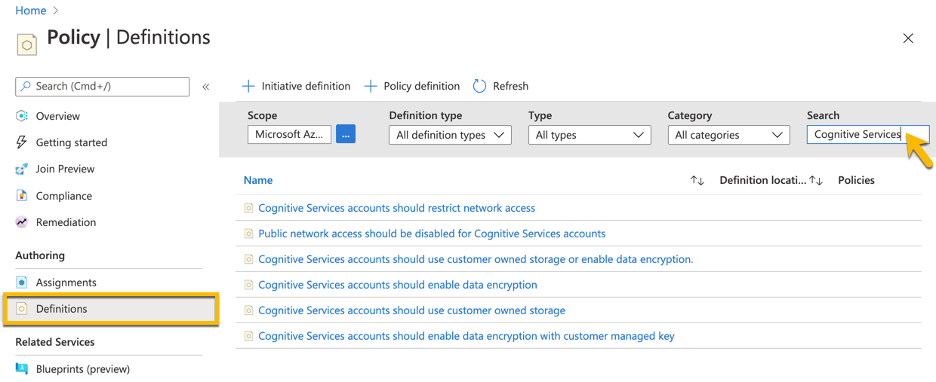 Home >
Policy | Definitions
Search (Cmd+/)
«
Overview
Getting started
Join Preview
Compliance
Remediation
Authoring
Assignments
Definitions
Related Services
Blueprints (preview)
+ Initiative definition + Policy definition Refresh
Scope Definition type Type Category Search
Microsoft Az... ... All definition types All types All categories Cognitive Services
Name ↑↓ Definition locati... ↑↓ Policies
Cognitive Services accounts should restrict network access
Public network access should be disabled for Cognitive Services accounts
Cognitive Services accounts should use customer owned storage or enable data encryption.
Cognitive Services accounts should enable data encryption
Cognitive Services accounts should use customer owned storage
Cognitive Services accounts should enable data encryption with customer managed key